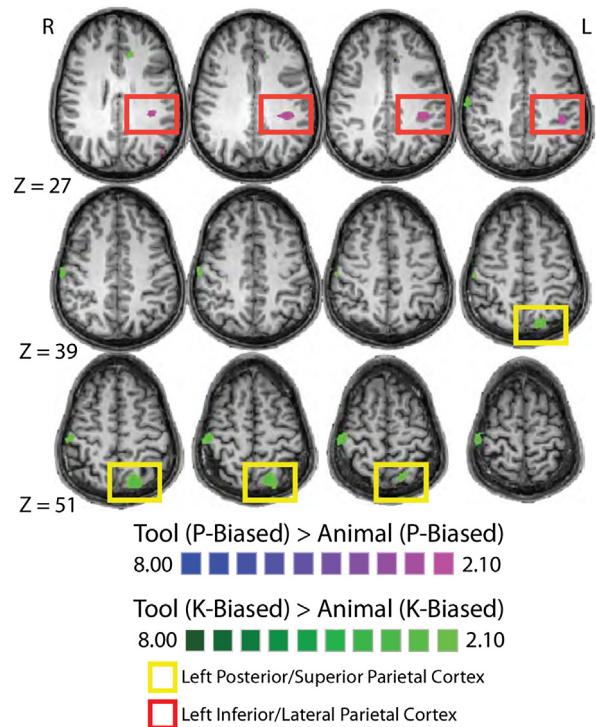 R L
Z = 27
Z = 39
Z = 51
Tool (P-Biased) > Animal (P-Biased)
8.00 2.10
Tool (K-Biased) > Animal (K-Biased)
8.00 2.10
Left Posterior/Superior Parietal Cortex
Left Inferior/Lateral Parietal Cortex